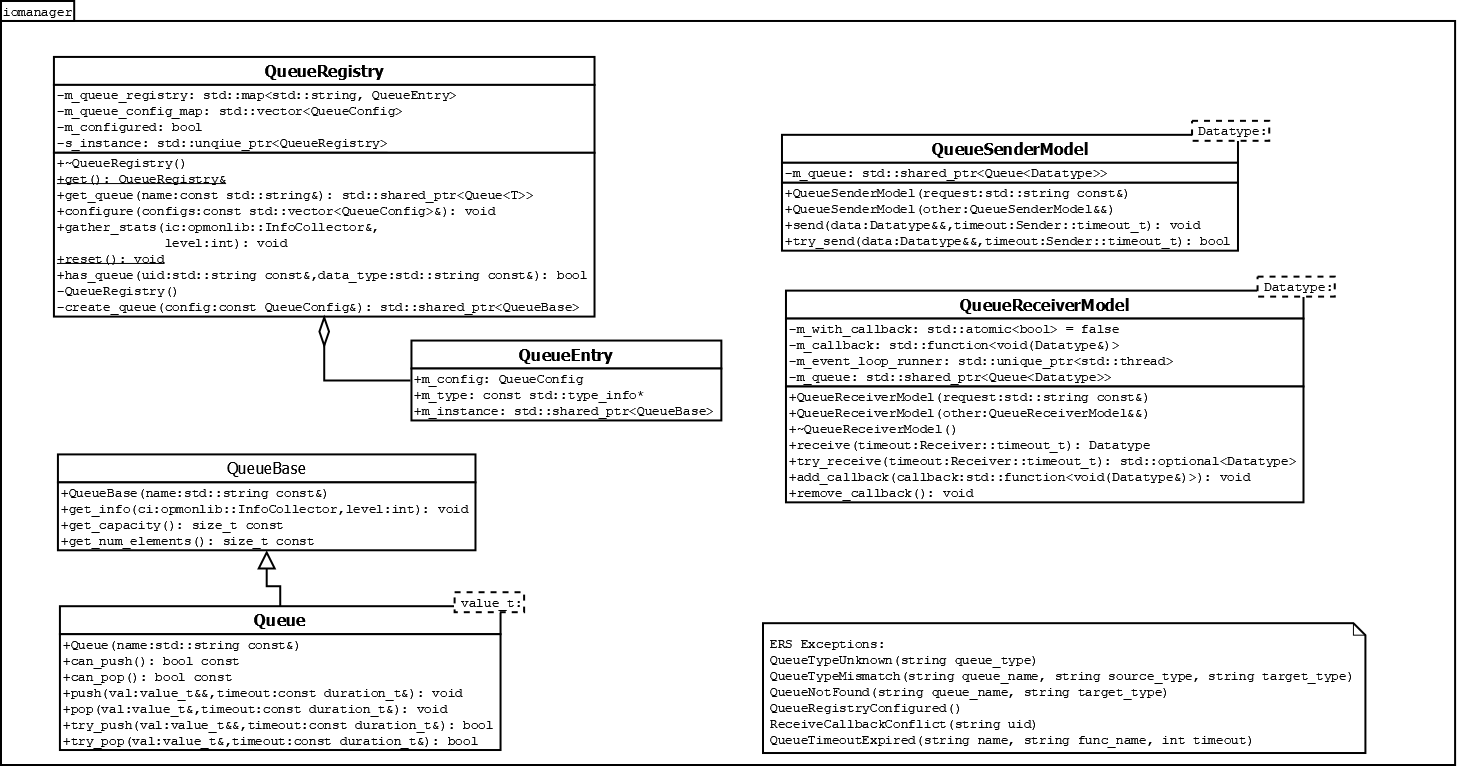 iomanager
QueueRegistry
-m_queue_registry: std::map<std::string, QueueEntry>
-m_queue_config_map: std::vector<QueueConfig>
-m_configured: bool
-s_instance: std::unqiue_ptr<QueueRegistry>
+~QueueRegistry()
+get(): QueueRegistry&
+get_queue(name:const std::string&): std::shared_ptr<Queue<T>>
+configure(configs:const std::vector<QueueConfig>&): void
+gather_stats(ic:opmonlib::InfoCollector&,
level:int): void
+reset(): void
+has_queue(uid:std::string const&,data_type:std::string const&): bool
-QueueRegistry()
-create_queue(config:const QueueConfig&): std::shared_ptr<QueueBase>
QueueEntry
+m_config: QueueConfig
+m_type: const std::type_info*
+m_instance: std::shared_ptr<QueueBase>
QueueBase
+QueueBase(name:std::string const&)
+get_info(ci:opmonlib::InfoCollector,level:int): void
+get_capacity(): size_t const
+get_num_elements(): size_t const
value_t:
Queue
+Queue(name:std::string const&)
+can_push(): bool const
+can_pop(): bool const
+push(val:value_t&&,timeout:const duration_t&): void
+pop(val:value_t&,timeout:const duration_t&): void
+try_push(val:value_t&&,timeout:const duration_t&): bool
+try_pop(val:value_t&,timeout:const duration_t&): bool
Datatype:
QueueSenderModel
-m_queue: std::shared_ptr<Queue<Datatype>>
+QueueSenderModel(request:std::string const&)
+QueueSenderModel(other:QueueSenderModel&&)
+send(data:Datatype&&,timeout:Sender::timeout_t): void
+try_send(data:Datatype&&,timeout:Sender::timeout_t): bool
Datatype:
QueueReceiverModel
-m_with_callback: std::atomic<bool> = false
-m_callback: std::function<void(Datatype&)>
-m_event_loop_runner: std::unique_ptr<std::thread>
-m_queue: std::shared_ptr<Queue<Datatype>>
+QueueReceiverModel(request:std::string const&)
+QueueReceiverModel(other:QueueReceiverModel&&)
+~QueueReceiverModel()
+receive(timeout:Receiver::timeout_t): Datatype
+try_receive(timeout:Receiver::timeout_t): std::optional<Datatype>
+add_callback(callback:std::function<void(Datatype&)>): void
+remove_callback(): void
ERS Exceptions:
QueueTypeUnknown(string queue_type)
QueueTypeMismatch(string queue_name, string source_type, string target_type)
QueueNotFound(string queue_name, string target_type)
QueueRegistryConfigured()
ReceiveCallbackConflict(string uid)
QueueTimeoutExpired(string name, string func_name, int timeout)